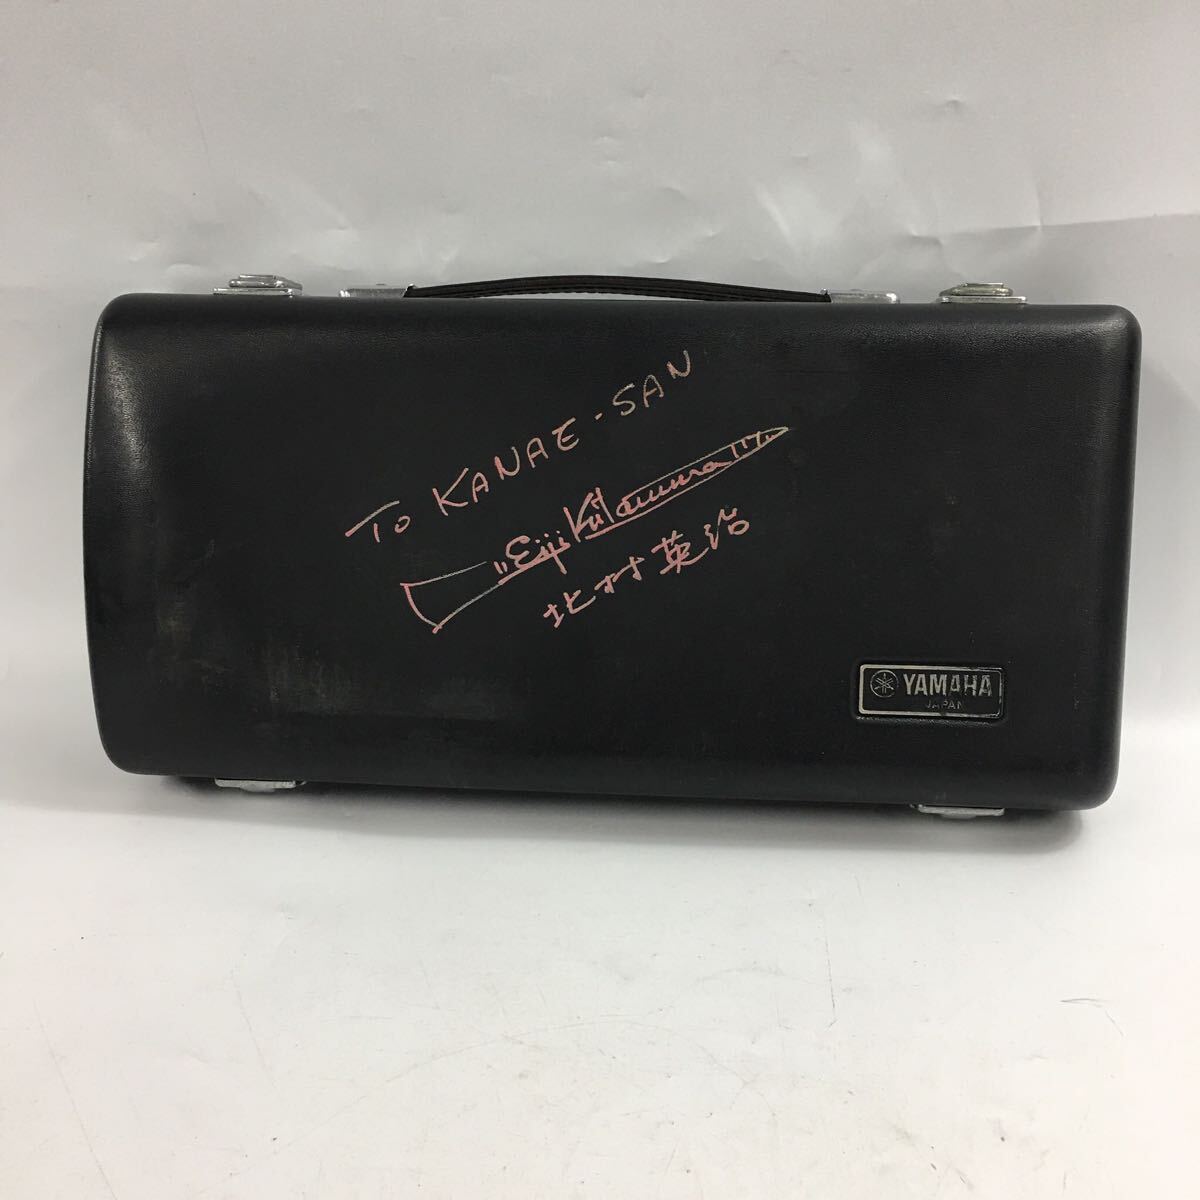 To KANAE-SAN
"Eiji Kitamura"
北村英治
YAMAHA
JAPAN